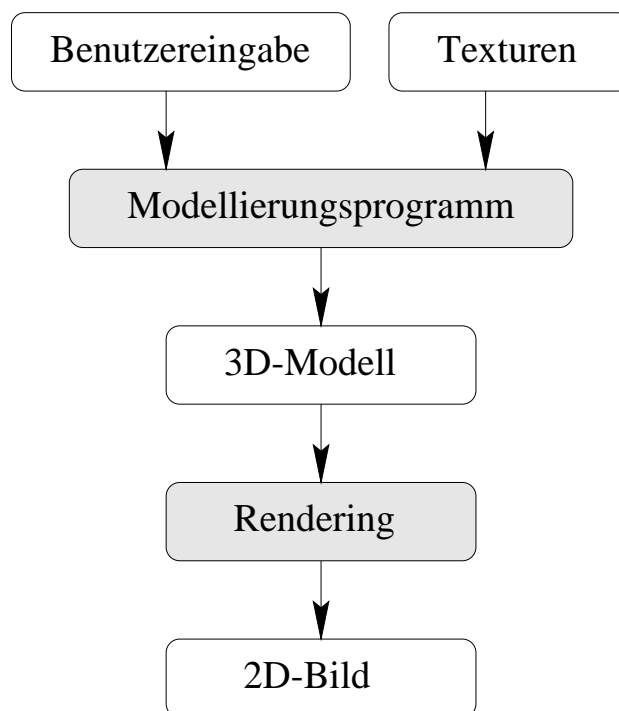 Benutzereingabe
Texturen
Modellierungsprogramm
3D-Modell
Rendering
2D-Bild